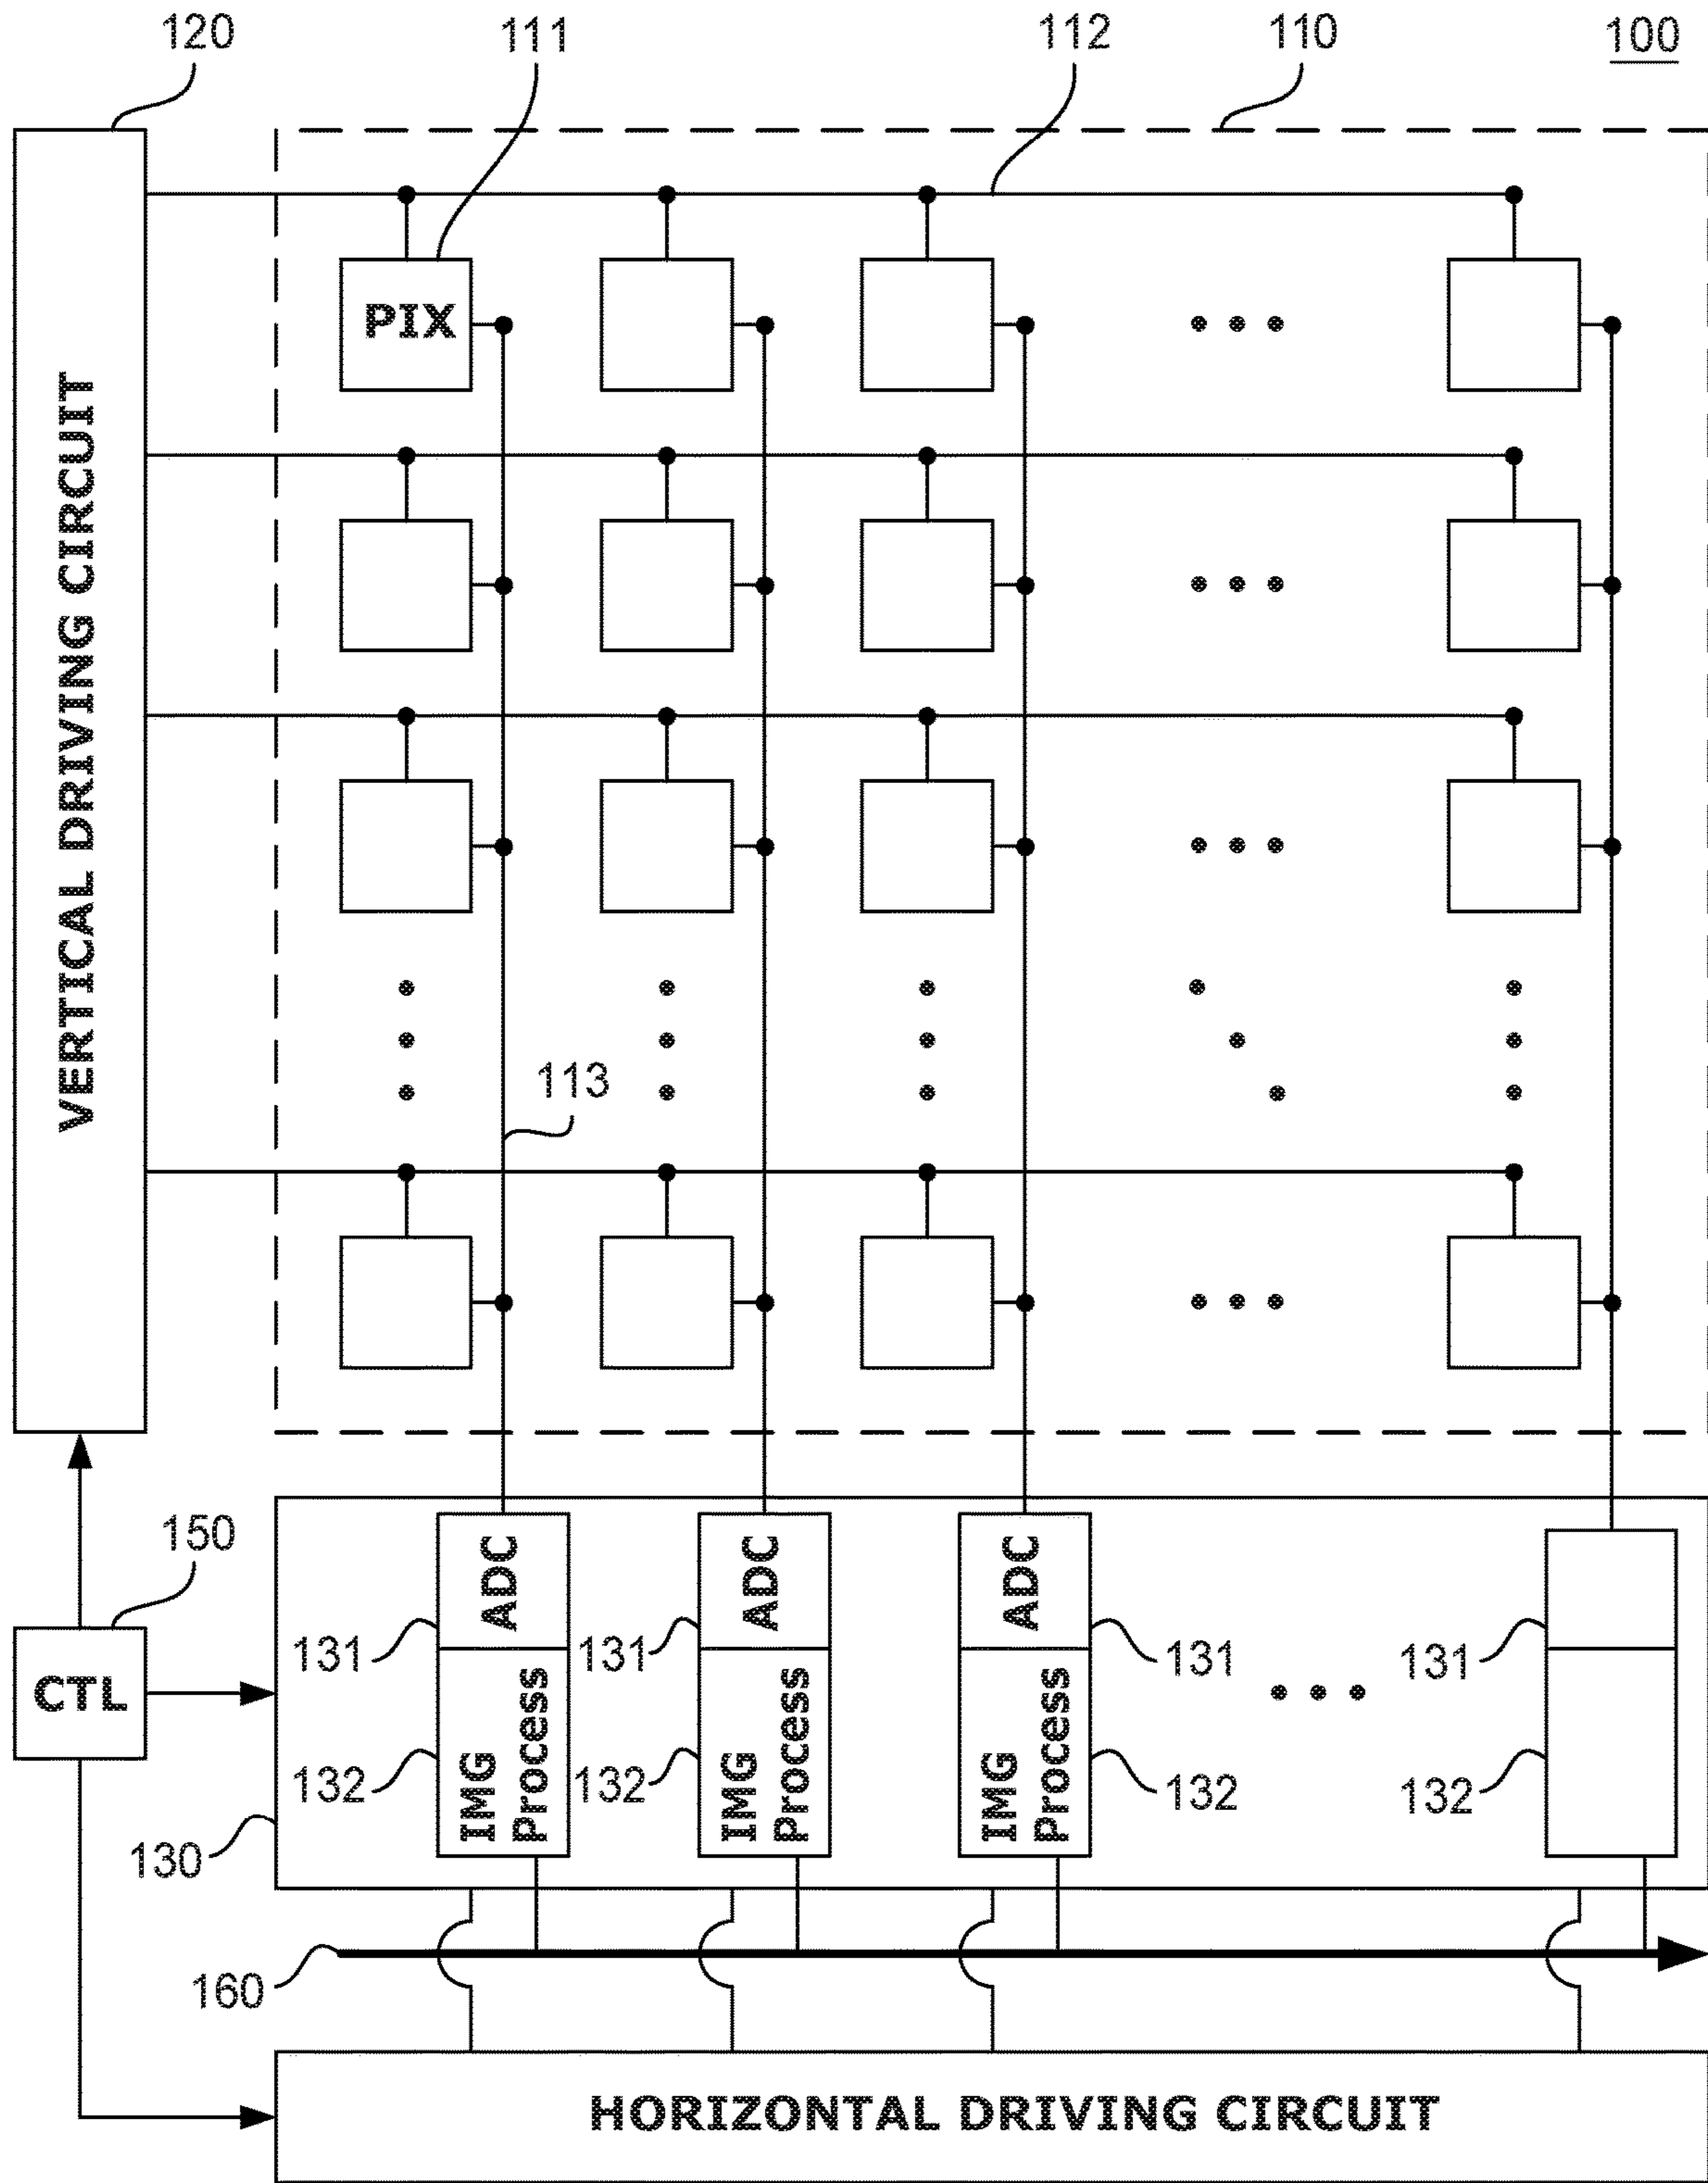 120
111
112
110
100
PIX
VERTICAL DRIVING CIRCUIT
113
150
CTL
ADC
ADC
ADC
131
131
131
131
IMG
Process
IMG
Process
IMG
Process
132
132
132
132
130
160
HORIZONTAL DRIVING CIRCUIT